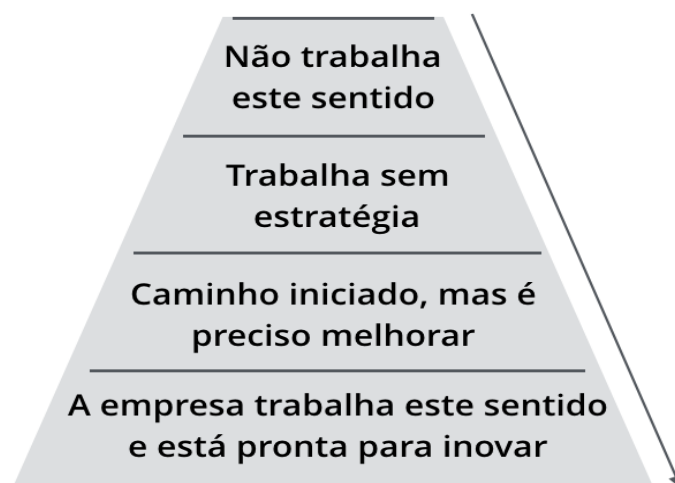 Não trabalha
este sentido
Trabalha sem
estratégia
Caminho iniciado, mas é
preciso melhorar
A empresa trabalha este sentido
e está pronta para inovar